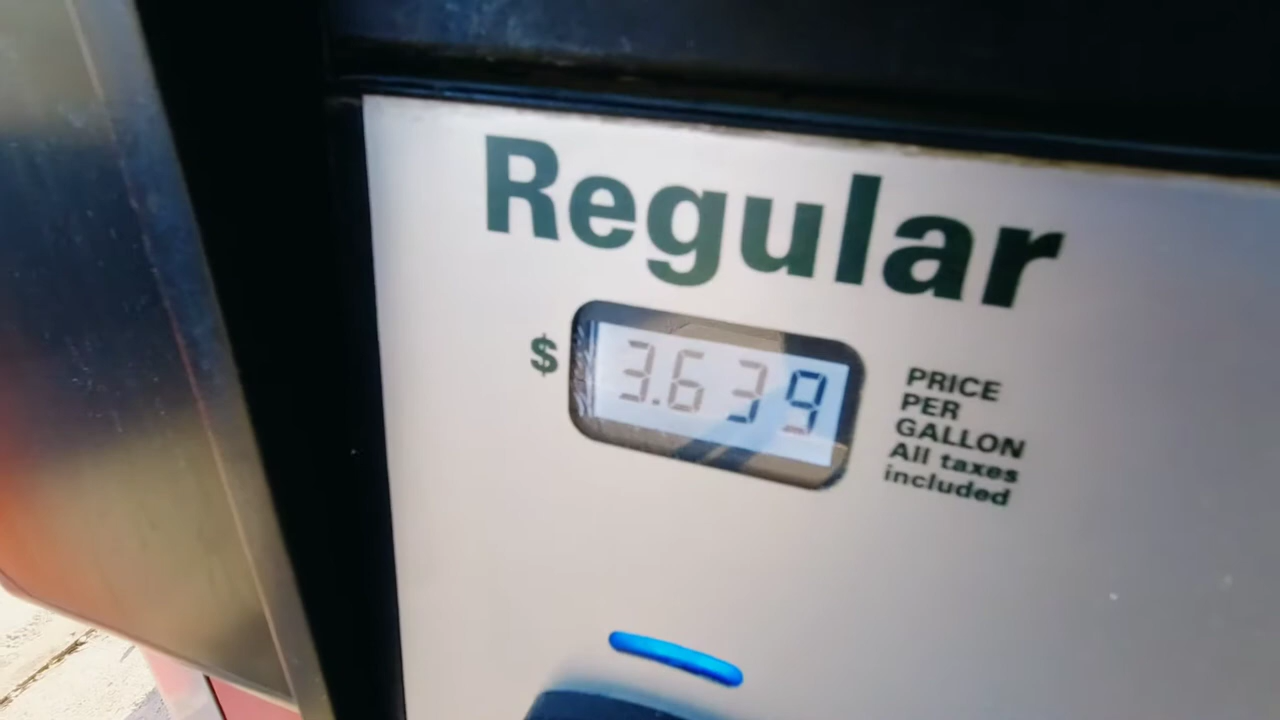 Regular
$ 3.639
PRICE
PER
GALLON
All taxes
included